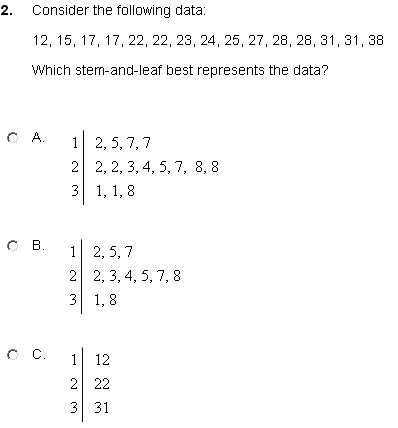 2. Consider the following data:
12, 15, 17, 17, 22, 22, 23, 24, 25, 27, 28, 28, 31, 31, 38
Which stem-and-leaf best represents the data?
A. 1 | 2, 5, 7, 7
2 | 2, 2, 3, 4, 5, 7, 8, 8
3 | 1, 1, 8
B. 1 | 2, 5, 7
2 | 2, 3, 4, 5, 7, 8
3 | 1, 8
C. 1 | 12
2 | 22
3 | 31